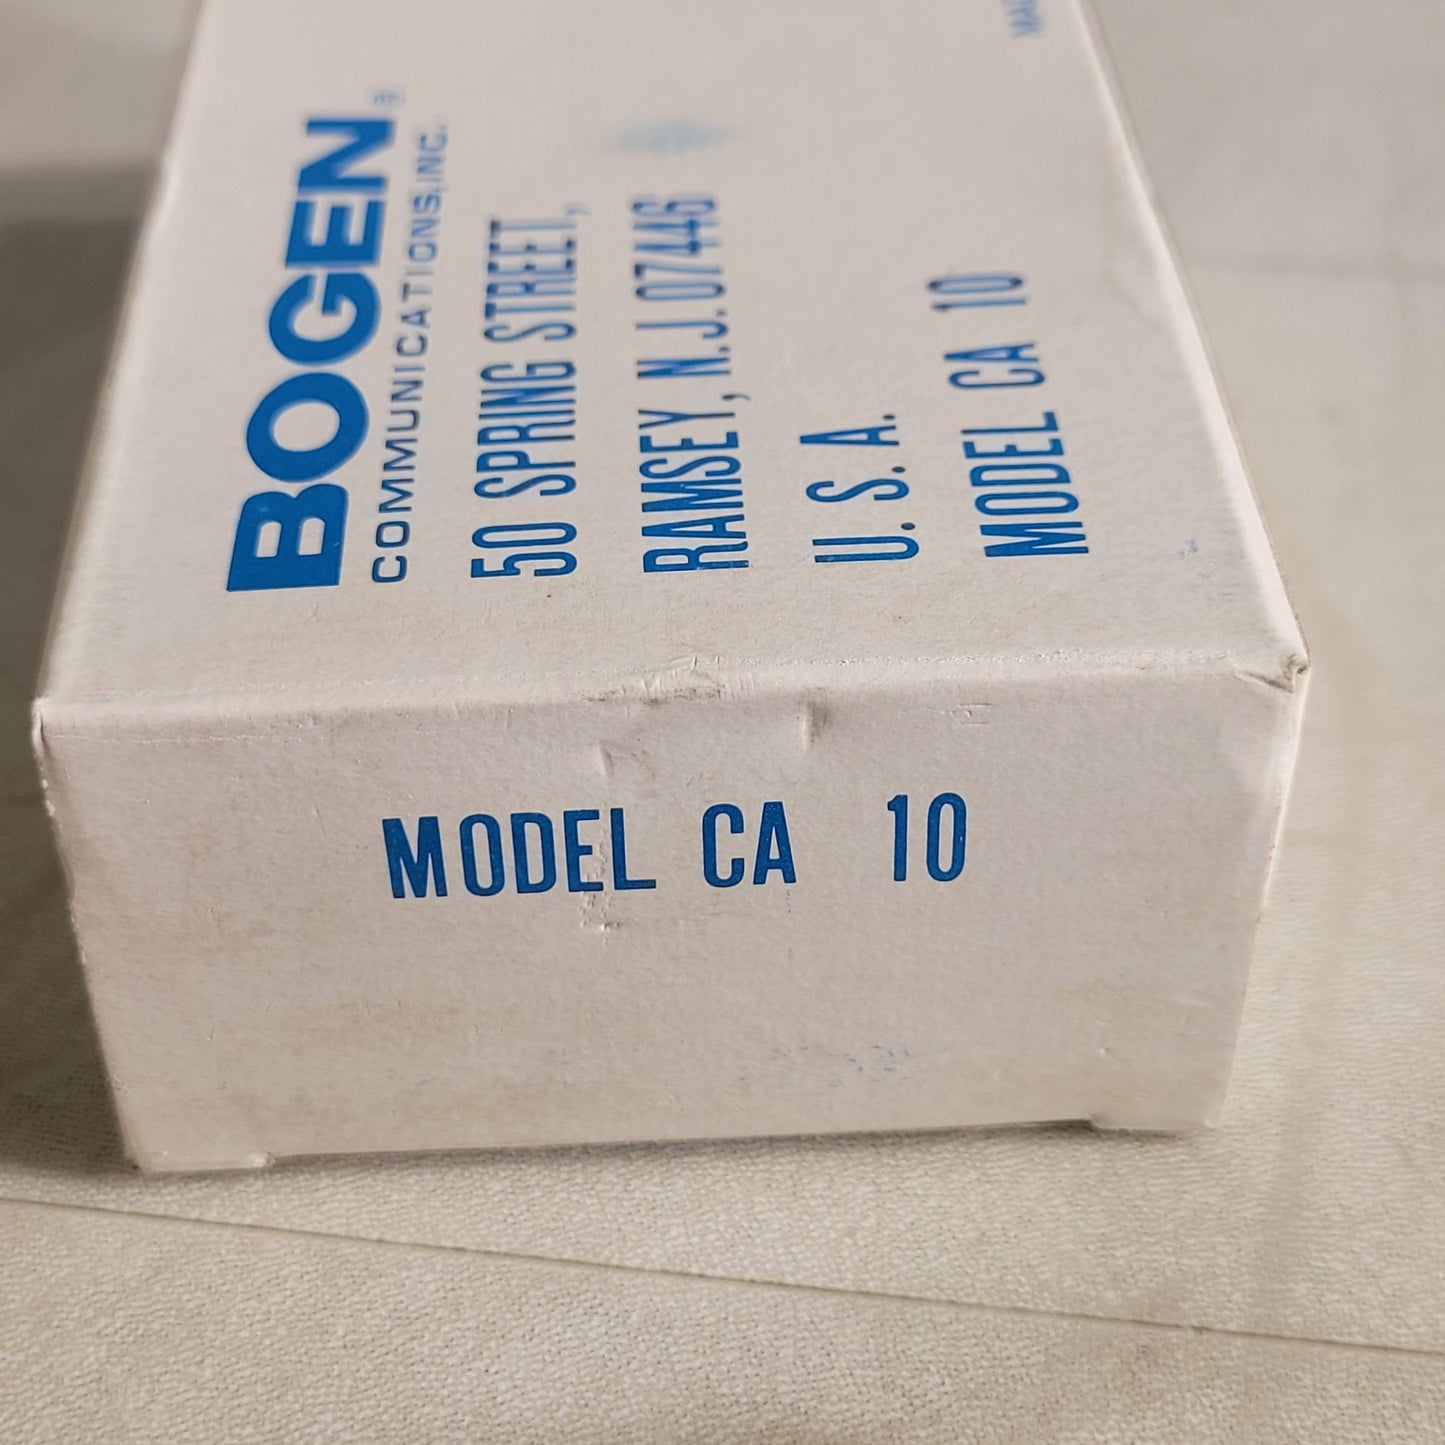 BOGEN®
COMMUNICATIONS, INC.
50 SPRING STREET,
RAMSEY, N.J. 07446
U. S. A.
MODEL CA 10
MODEL CA 10